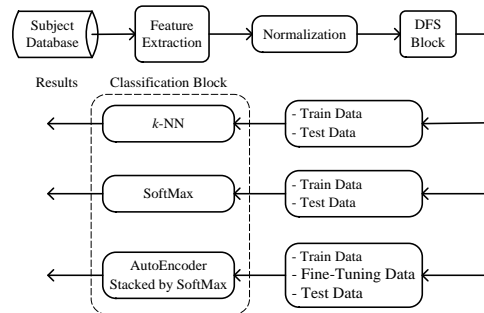 Subject
Database
Feature
Extraction
Normalization
DFS
Block
Results
Classification Block
k-NN
- Train Data
- Test Data
SoftMax
- Train Data
- Test Data
AutoEncoder
Stacked by SoftMax
- Train Data
- Fine-Tuning Data
- Test Data